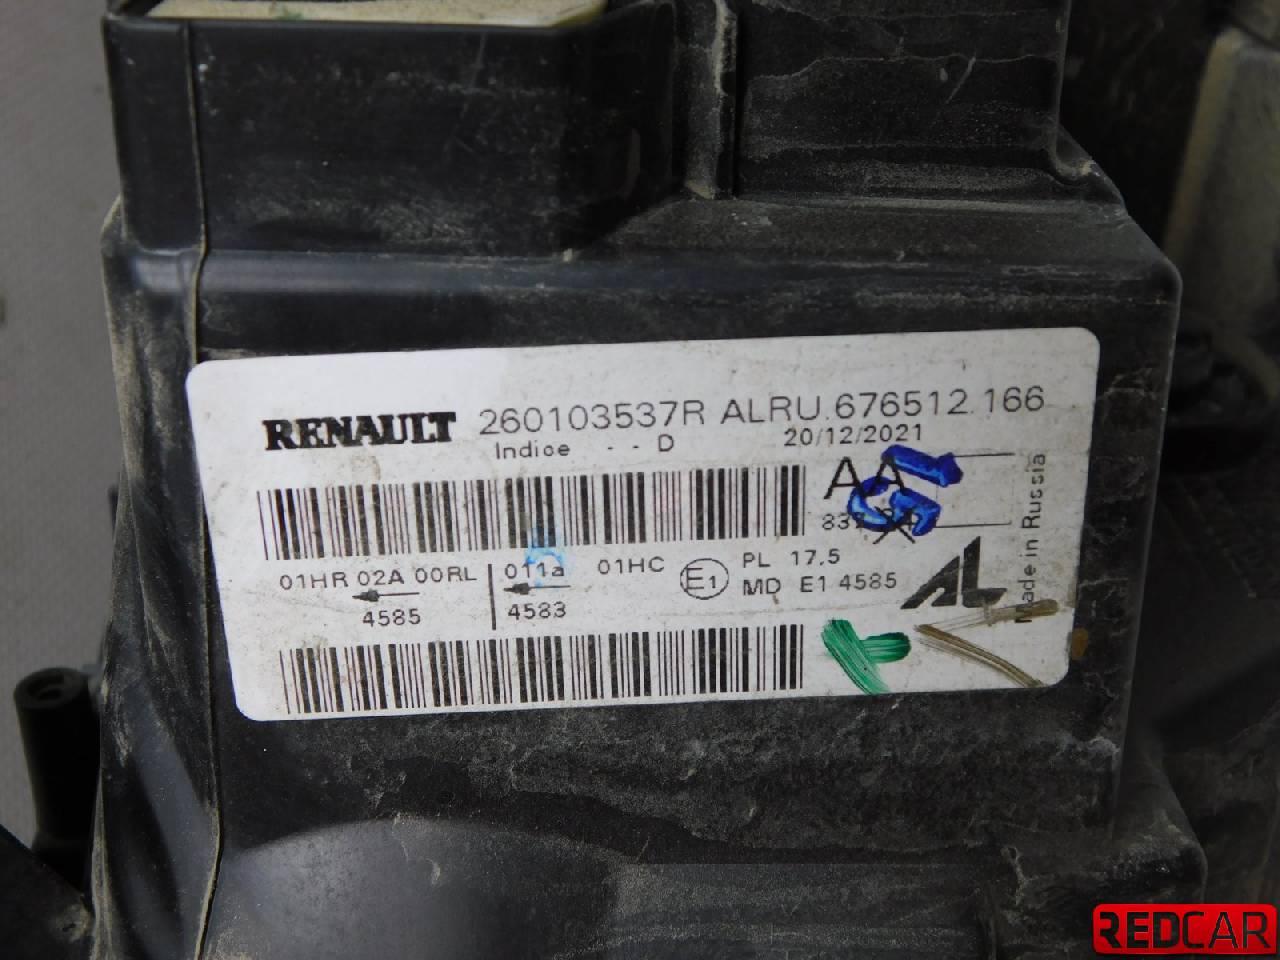 RENAULT 260103537R ALRU.676512.166
Indice - - D 20/12/2021
AA
01HR 02A 00RL 011a 01HC E1 PL 17,5
4585 4583 MD E1 4585
AL
Made in Russia
REDCAR